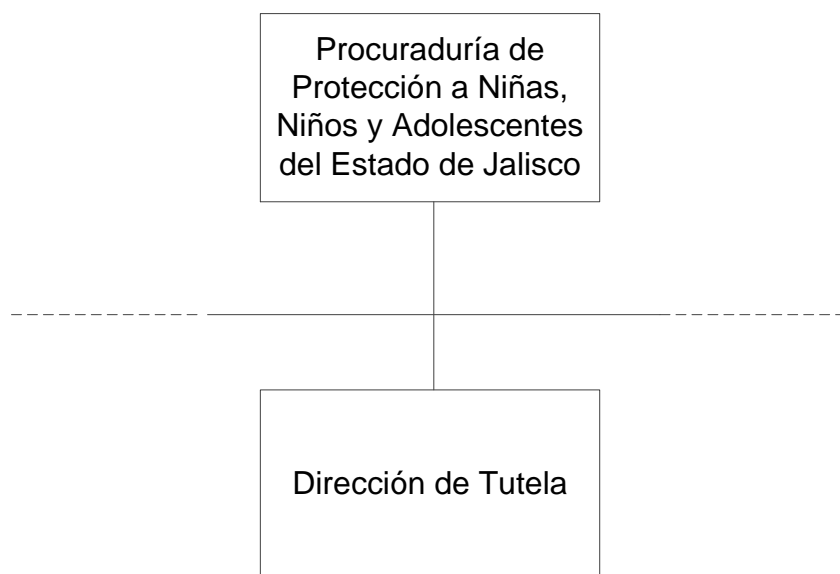 Procuraduría de
Protección a Niñas,
Niños y Adolescentes
del Estado de Jalisco
Dirección de Tutela